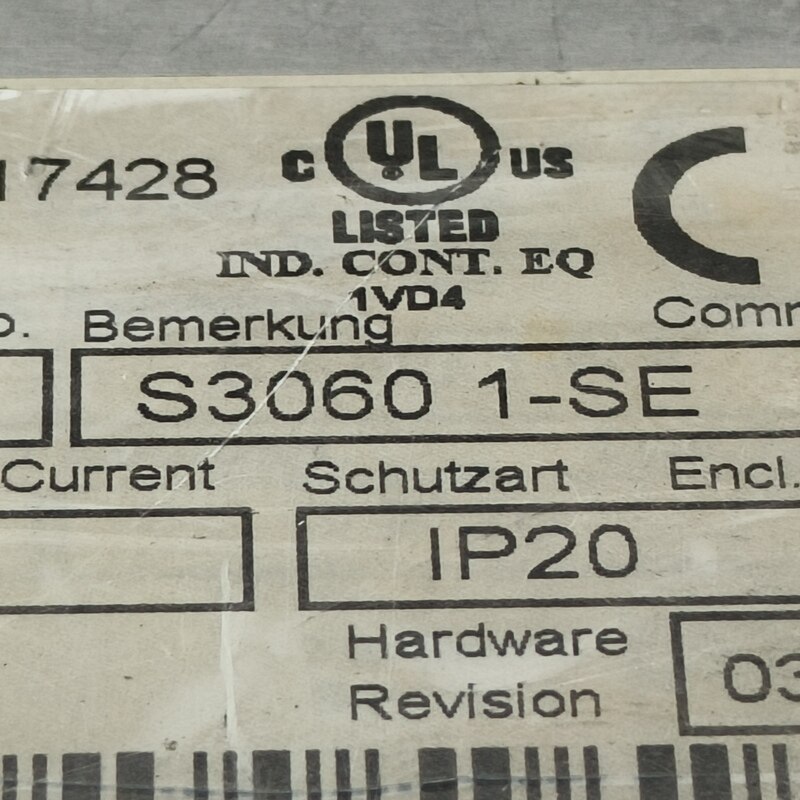 17428
C UL US
LISTED
IND. CONT. EQ
1VD4
Bemerkung
S3060 1-SE
Current Schutzart Encl.
IP20
Hardware
Revision
03